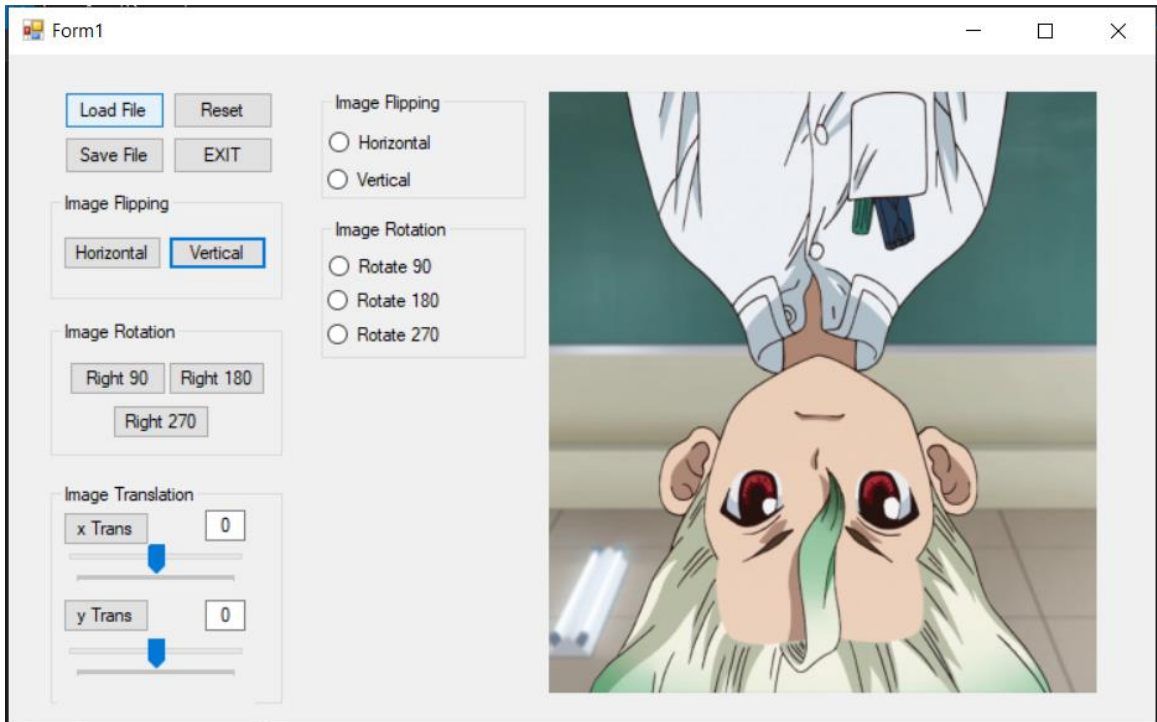 Form1
Load File
Reset
Save File
EXIT
Image Flipping
Horizontal
Vertical
Image Rotation
Right 90
Right 180
Right 270
Image Translation
x Trans
0
y Trans
0
Image Flipping
Horizontal
Vertical
Image Rotation
Rotate 90
Rotate 180
Rotate 270